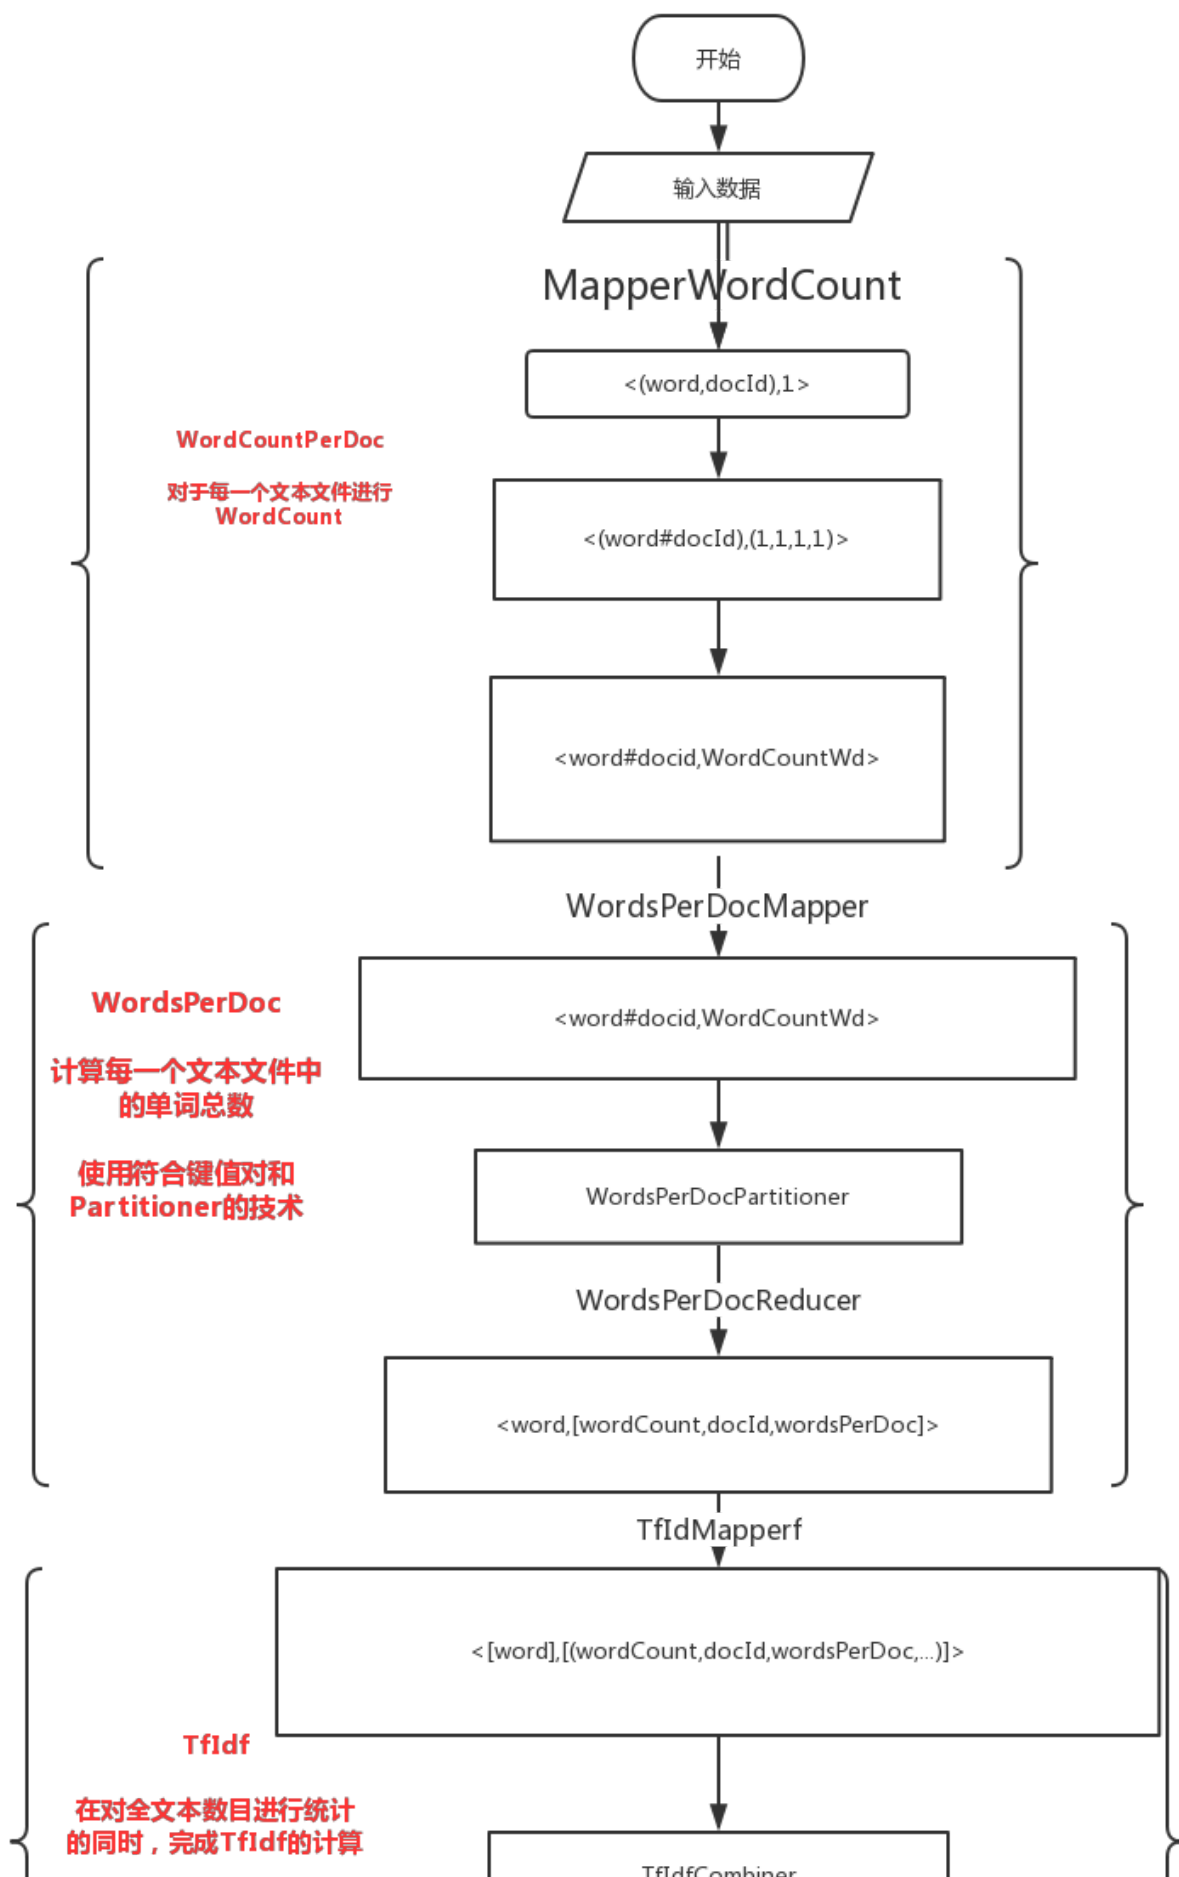 开始
输入数据
MapperWordCount
<(word,docId),1>
WordCountPerDoc
对于每一个文本文件进行
WordCount
<(word#docId),(1,1,1,1)>
<word#docid,WordCountWd>
WordsPerDocMapper
WordsPerDoc
计算每一个文本文件中
的单词总数
使用符合键值对和
Partitioner的技术
<word#docid,WordCountWd>
WordsPerDocPartitioner
WordsPerDocReducer
<word,[wordCount,docId,wordsPerDoc]>
TfIdMapperf
<[word],[(wordCount,docId,wordsPerDoc,...)]>
TfIdf
在对全文本数目进行统计
的同时，完成TfIdf的计算
TfIdfCombiner